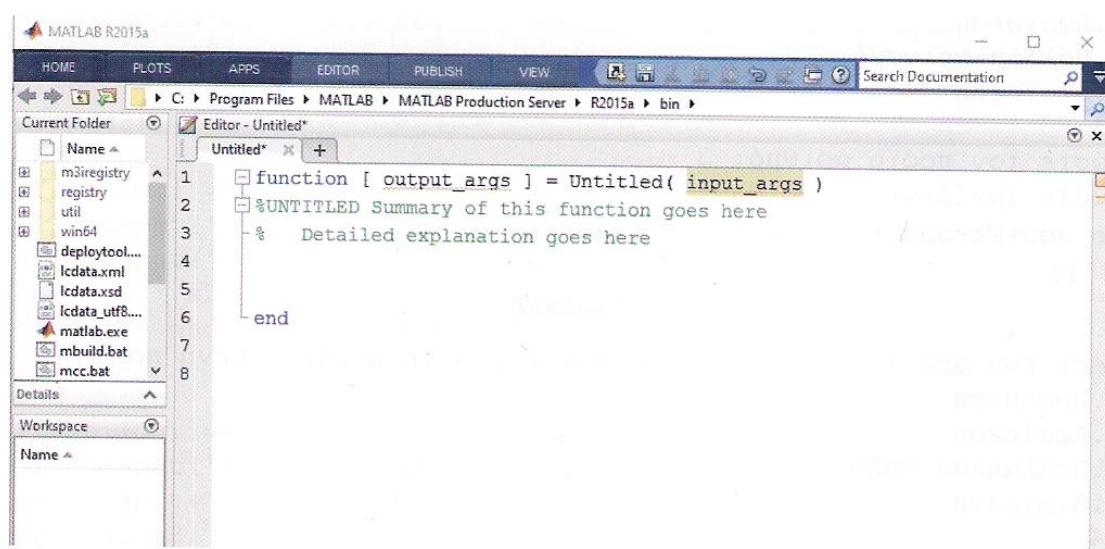 MATLAB R2015a
HOME PLOTS APPS EDITOR PUBLISH VIEW Search Documentation
C: Program Files MATLAB MATLAB Production Server R2015a bin
Current Folder
Editor - Untitled*
Name
Untitled*
m3iregistry
registry
util
win64
deploytool....
lcdata.xml
lcdata.xsd
lcdata_utf8....
matlab.exe
mbuild.bat
mcc.bat
Details
Workspace
Name
1 function [ output_args ] = Untitled( input_args )
2 %UNTITLED Summary of this function goes here
3 % Detailed explanation goes here
4
5
6 end
7
8